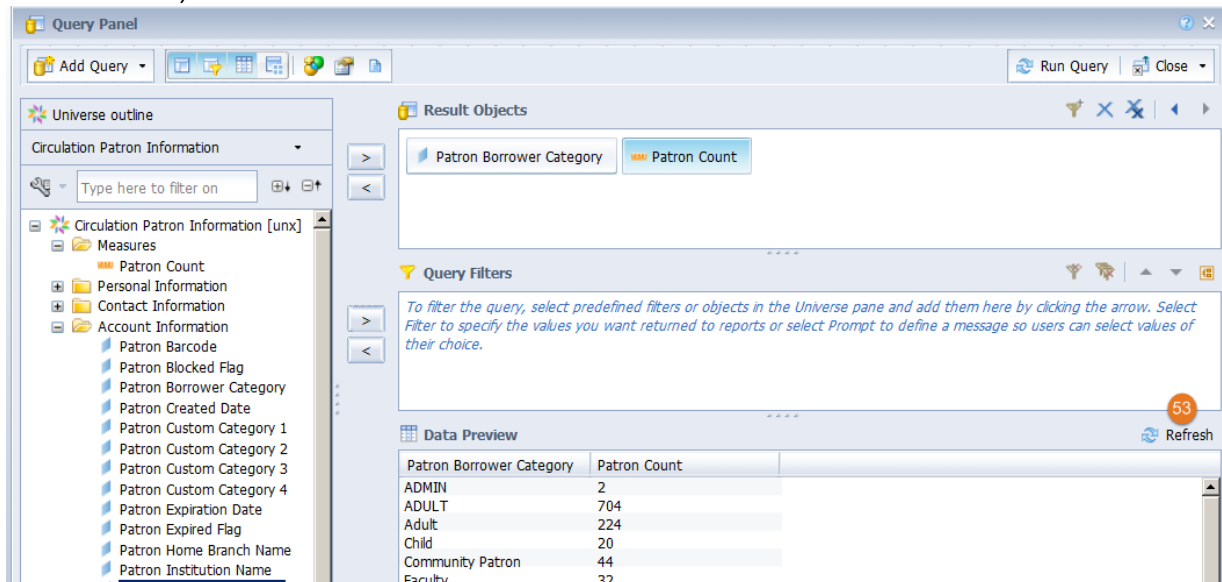 Query Panel
Add Query
Run Query
Close
Universe outline
Circulation Patron Information
Type here to filter on
Circulation Patron Information [unx]
Measures
Patron Count
Personal Information
Contact Information
Account Information
Patron Barcode
Patron Blocked Flag
Patron Borrower Category
Patron Created Date
Patron Custom Category 1
Patron Custom Category 2
Patron Custom Category 3
Patron Custom Category 4
Patron Expiration Date
Patron Expired Flag
Patron Home Branch Name
Patron Institution Name
>
<
Result Objects
Patron Borrower Category
Patron Count
Query Filters
>
<
To filter the query, select predefined filters or objects in the Universe pane and add them here by clicking the arrow. Select
Filter to specify the values you want returned to reports or select Prompt to define a message so users can select values of
their choice.
53
Data Preview
Refresh
Patron Borrower Category Patron Count
ADMIN 2
ADULT 704
Adult 224
Child 20
Community Patron 44
Faculty 32